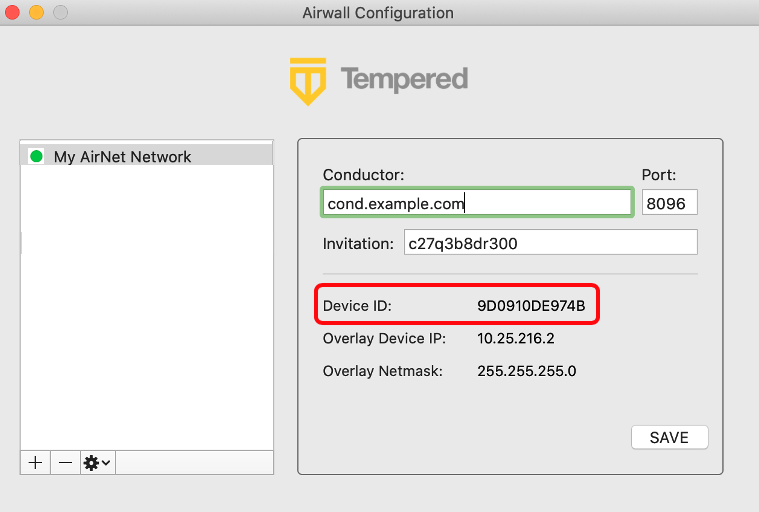 Airwall Configuration
Tempered
My AirNet Network
Conductor: Port:
cond.example.com 8096
Invitation: c27q3b8dr300
Device ID: 9D0910DE974B
Overlay Device IP: 10.25.216.2
Overlay Netmask: 255.255.255.0
SAVE